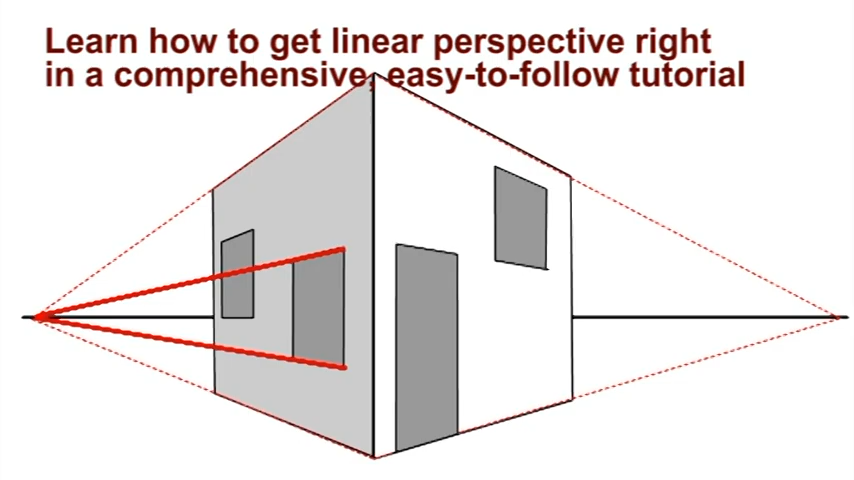 Learn how to get linear perspective right
in a comprehensive, easy-to-follow tutorial